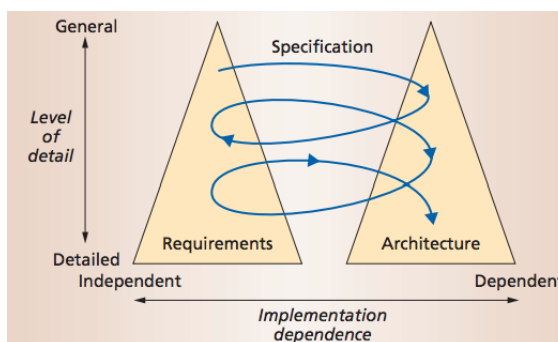 General
Specification
Level
of
detail
Requirements
Architecture
Detailed
Independent
Dependent
Implementation
dependence